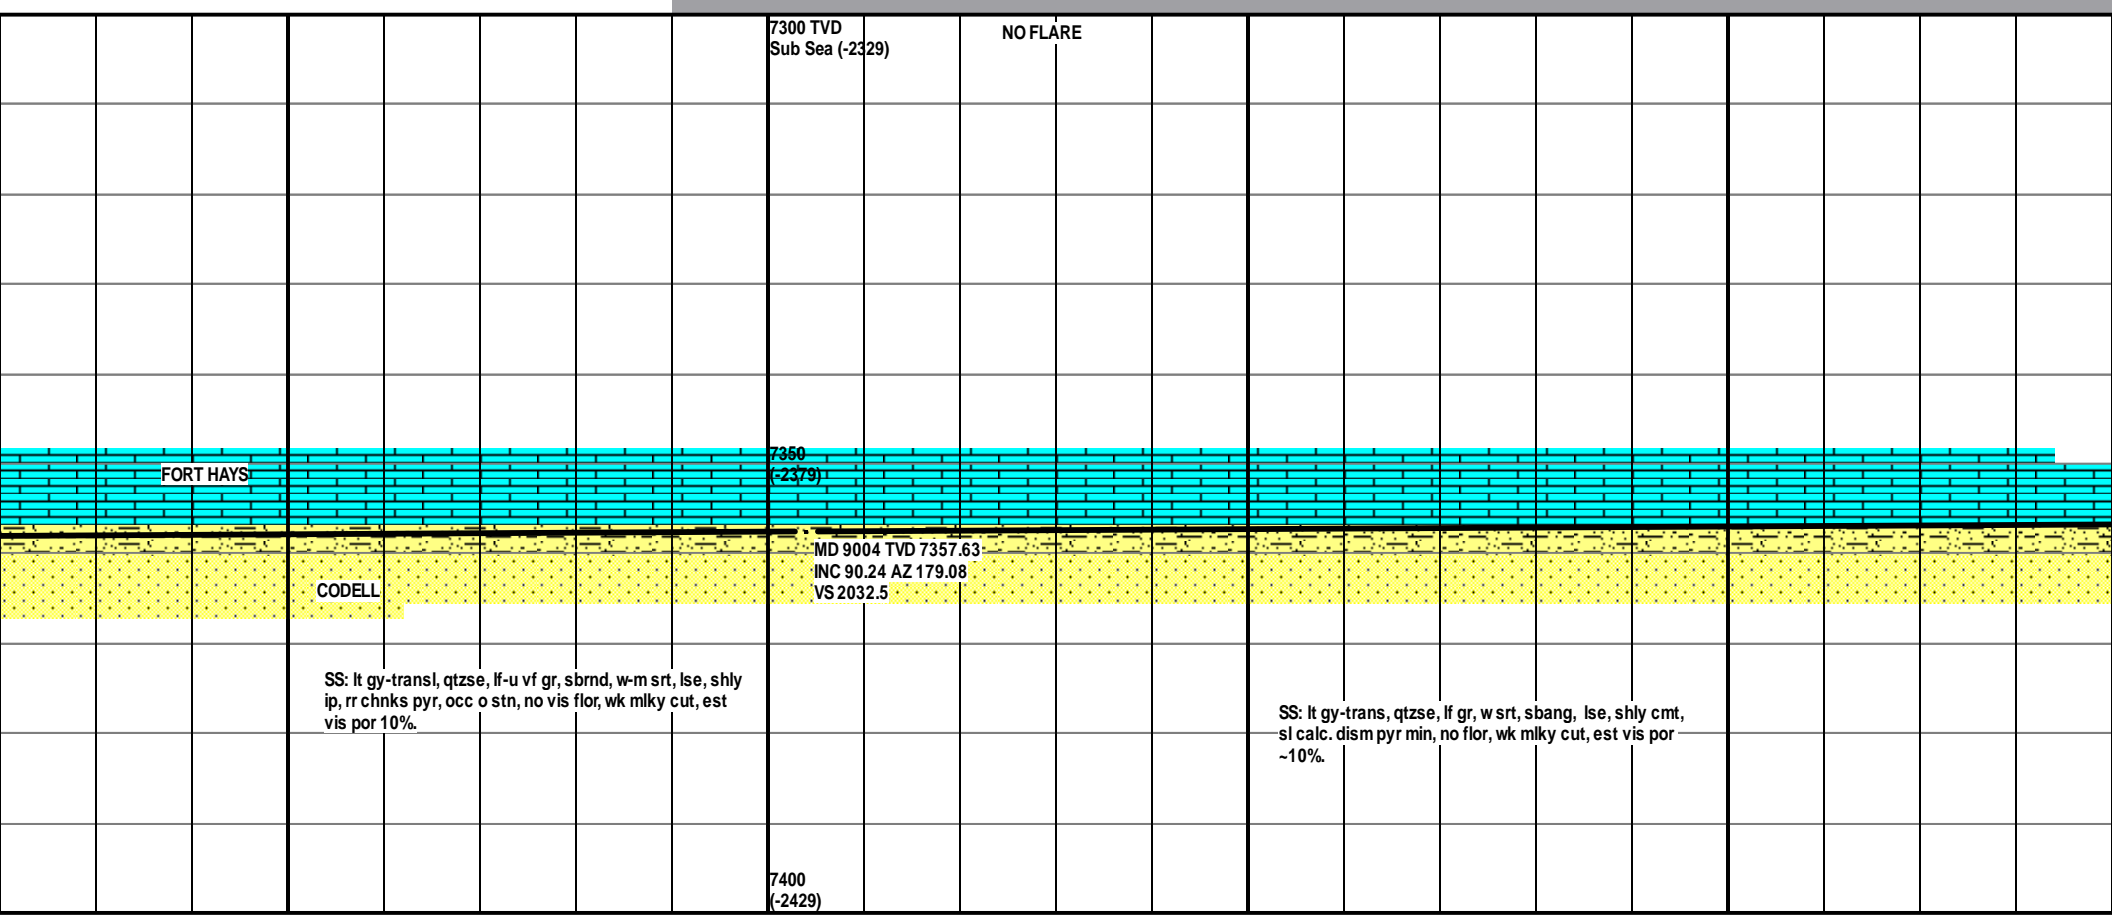 7300 TVD
Sub Sea (-2329)
NO FLARE
7350
(-2379)
FORT HAYS
MD 9004 TVD 7357.63
INC 90.24 AZ 179.08
VS 2032.5
CODELL
SS: lt gy-transl, qtzse, lf-u vf gr, sbrnd, w-m srt, lse, shly
ip, rr chnks pyr, occ o stn, no vis flor, wk mlky cut, est
vis por 10%.
SS: lt gy-trans, qtzse, lf gr, w srt, sbang, lse, shly cmt,
sl calc. dism pyr min, no flor, wk mlky cut, est vis por
~10%.
7400
(-2429)